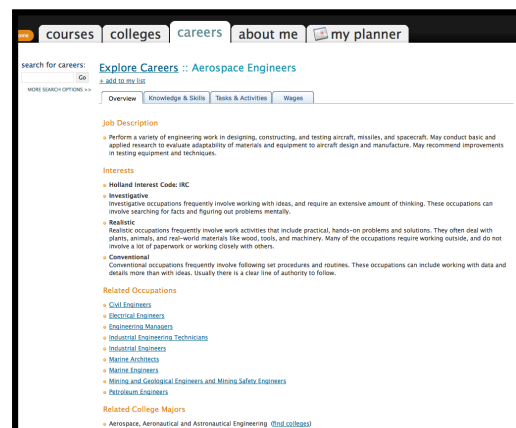 ome courses colleges careers about me my planner
search for careers:
Go
MORE SEARCH OPTIONS >>
Explore Careers :: Aerospace Engineers
+ add to my list
Overview Knowledge & Skills Tasks & Activities Wages
Job Description
Perform a variety of engineering work in designing, constructing, and testing aircraft, missiles, and spacecraft. May conduct basic and
applied research to evaluate adaptability of materials and equipment to aircraft design and manufacture. May recommend improvements
in testing equipment and techniques.
Interests
Holland Interest Code: IRC
Investigative
Investigative occupations frequently involve working with ideas, and require an extensive amount of thinking. These occupations can
involve searching for facts and figuring out problems mentally.
Realistic
Realistic occupations frequently involve work activities that include practical, hands-on problems and solutions. They often deal with
plants, animals, and real-world materials like wood, tools, and machinery. Many of the occupations require working outside, and do not
involve a lot of paperwork or working closely with others.
Conventional
Conventional occupations frequently involve following set procedures and routines. These occupations can include working with data and
details more than with ideas. Usually there is a clear line of authority to follow.
Related Occupations
Civil Engineers
Electrical Engineers
Engineering Managers
Industrial Engineering Technicians
Industrial Engineers
Marine Architects
Marine Engineers
Mining and Geological Engineers and Mining Safety Engineers
Petroleum Engineers
Related College Majors
Aerospace, Aeronautical and Astronautical Engineering (find colleges)